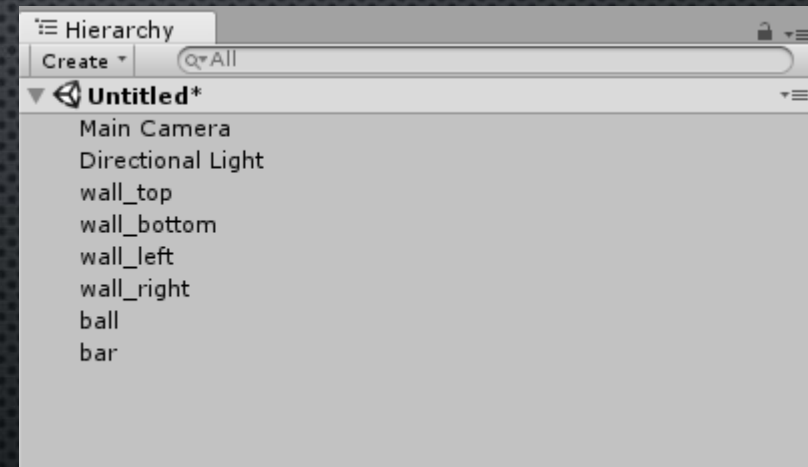 Hierarchy
Create All
Untitled*
Main Camera
Directional Light
wall_top
wall_bottom
wall_left
wall_right
ball
bar